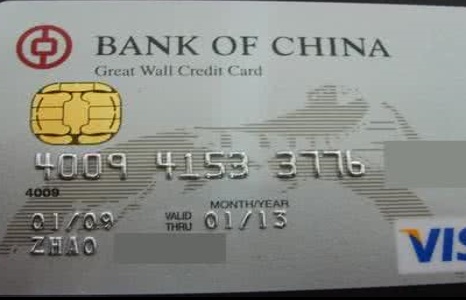 BANK OF CHINA
Great Wall Credit Card
4009 4153 3776
4009
MONTH/YEAR
01/09 VALID THRU 01/13
ZHAO